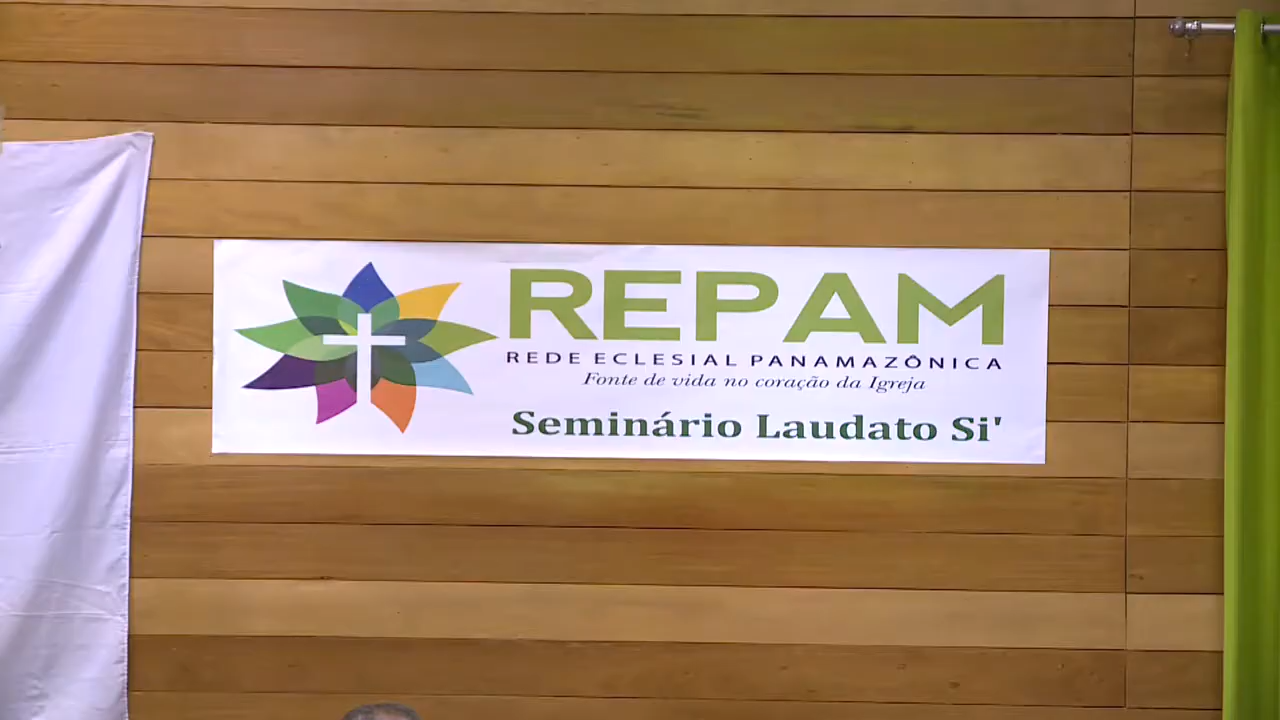 REPAM
REDE ECLESIAL PANAMAZÔNICA
Fonte de vida no coração da Igreja
Seminário Laudato Si'